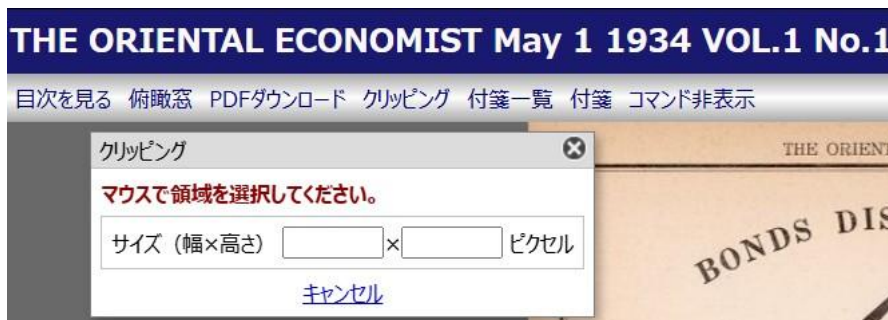 THE ORIENTAL ECONOMIST May 1 1934 VOL.1 No.1
目次を見る 俯瞰窓 PDFダウンロード クリッピング 付箋一覧 付箋 コマンド非表示
クリッピング
THE ORIENT
マウスで領域を選択してください。
サイズ（幅×高さ） × ピクセル
BONDS DIS
キャンセル